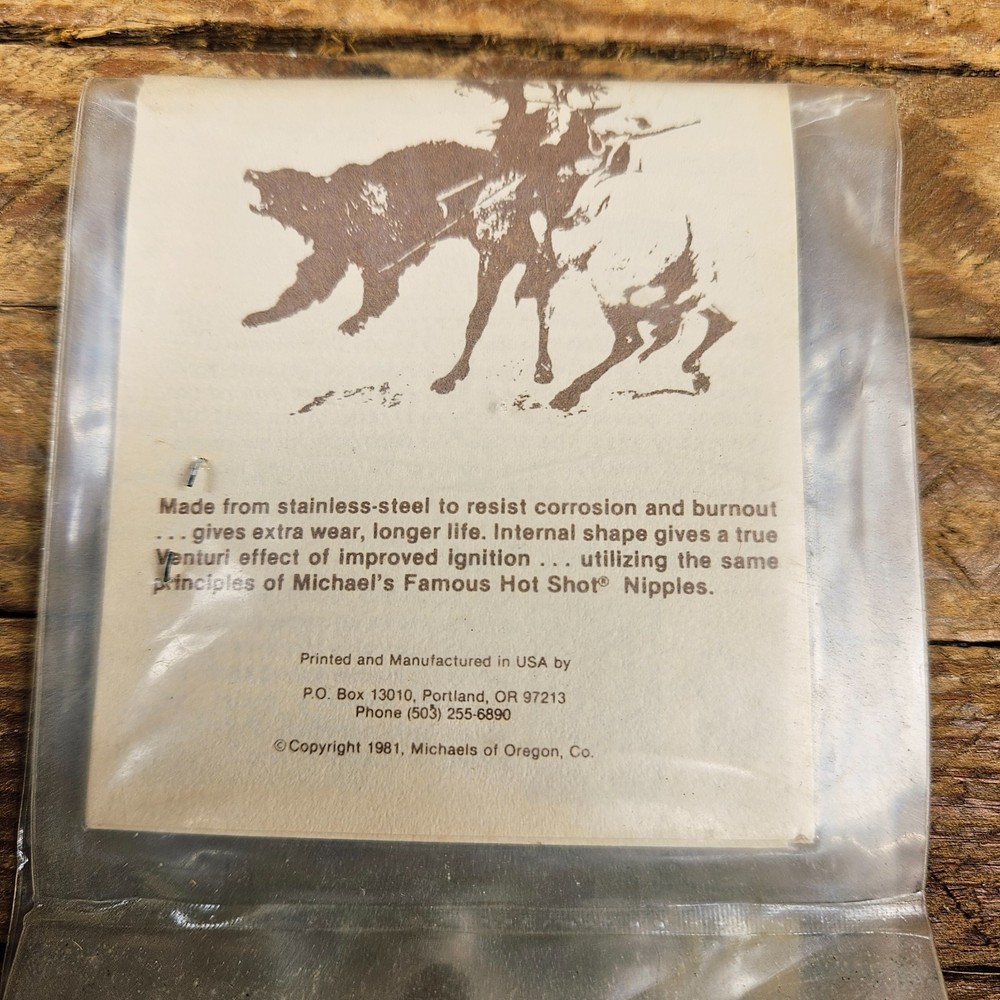 Made from stainless-steel to resist corrosion and burnout
... gives extra wear, longer life. Internal shape gives a true
Venturi effect of improved ignition ... utilizing the same
principles of Michael's Famous Hot Shot® Nipples.
Printed and Manufactured in USA by
P.O. Box 13010, Portland, OR 97213
Phone (503) 255-6890
©Copyright 1981, Michaels of Oregon, Co.